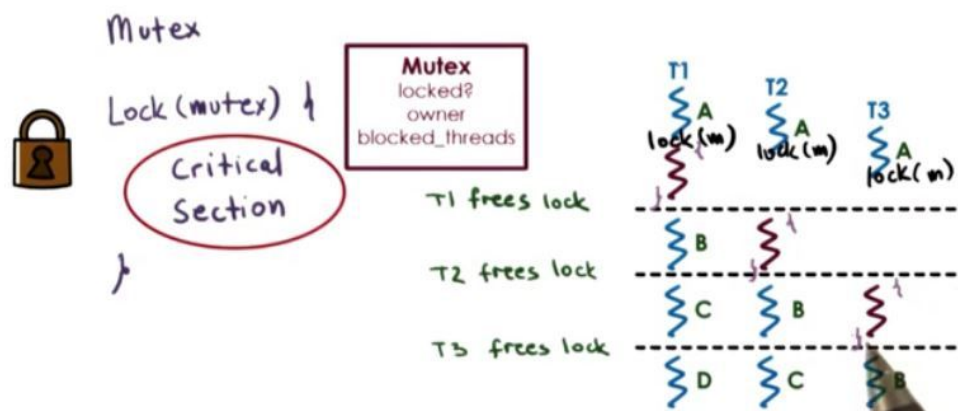 Mutex
Lock(mutex) {
Critical
Section
}
Mutex
locked?
owner
blocked_threads
T1
T2
T3
A
A
A
lock(m) {
lock(m)
lock(m)
T1 frees lock
}
B
{
T2 frees lock
}
C
B
{
T3 frees lock
}
D
C
B